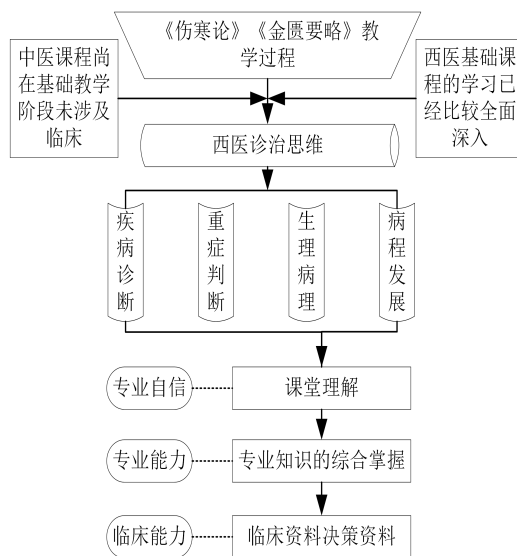 《伤寒论》《金匮要略》教
学过程
中医课程尚
在基础教学
阶段未涉及
临床
西医基础课
程的学习已
经比较全面
深入
西医诊治思维
疾病诊断
重症判断
生理病理
病程发展
专业自信
课堂理解
专业能力
专业知识的综合掌握
临床能力
临床资料决策资料